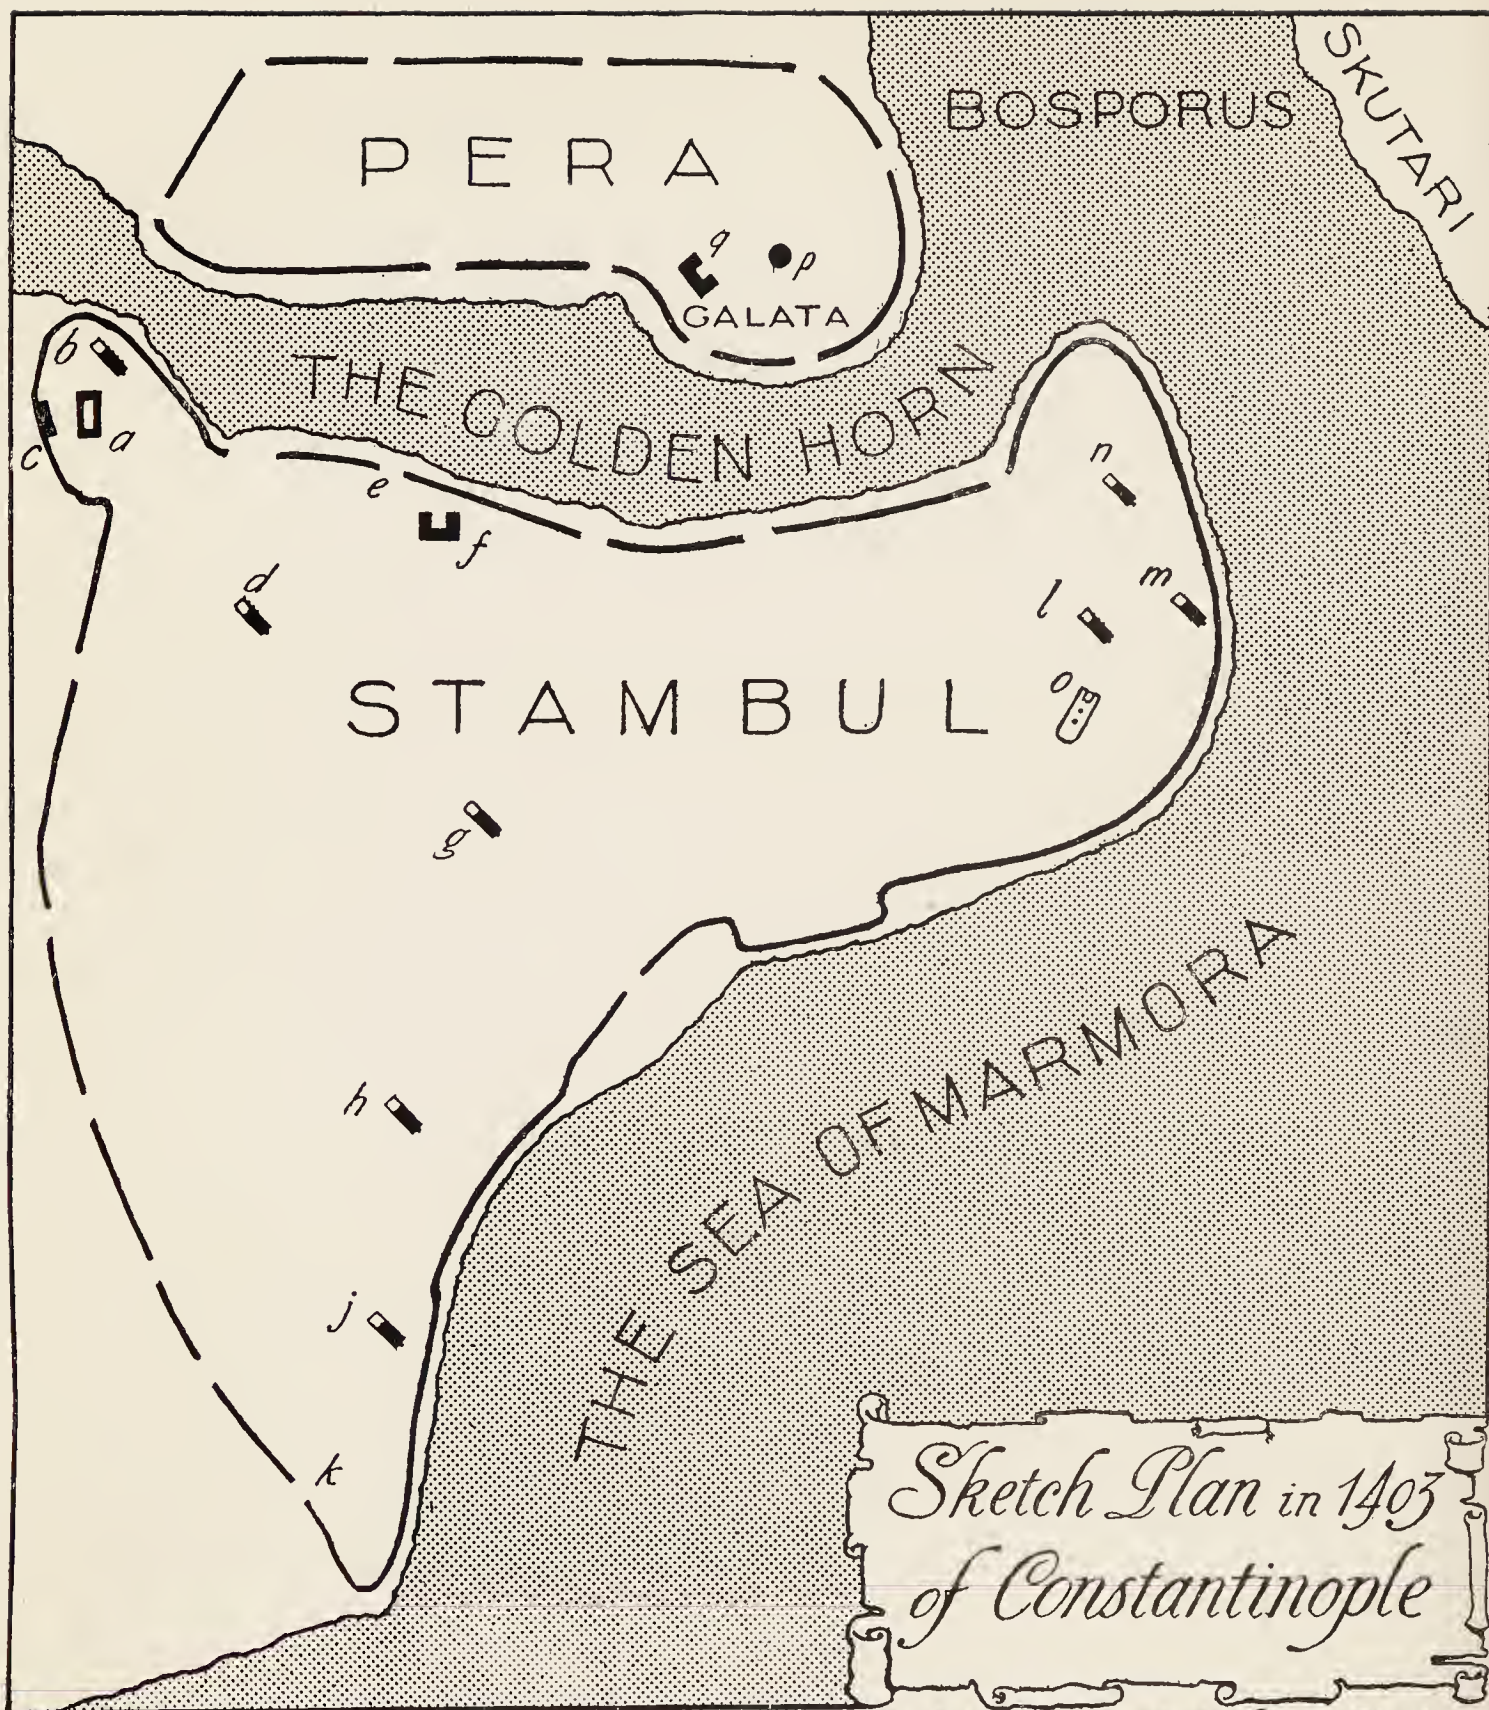 SKUTARI
BOSPORUS
PERA
q
p
GALATA
b
THE GOLDEN HORN
a
c
e
n
f
d
l
m
o
STAMBUL
g
THE SEA OF MARMORA
h
j
k
Sketch Plan in 1403
of Constantinople